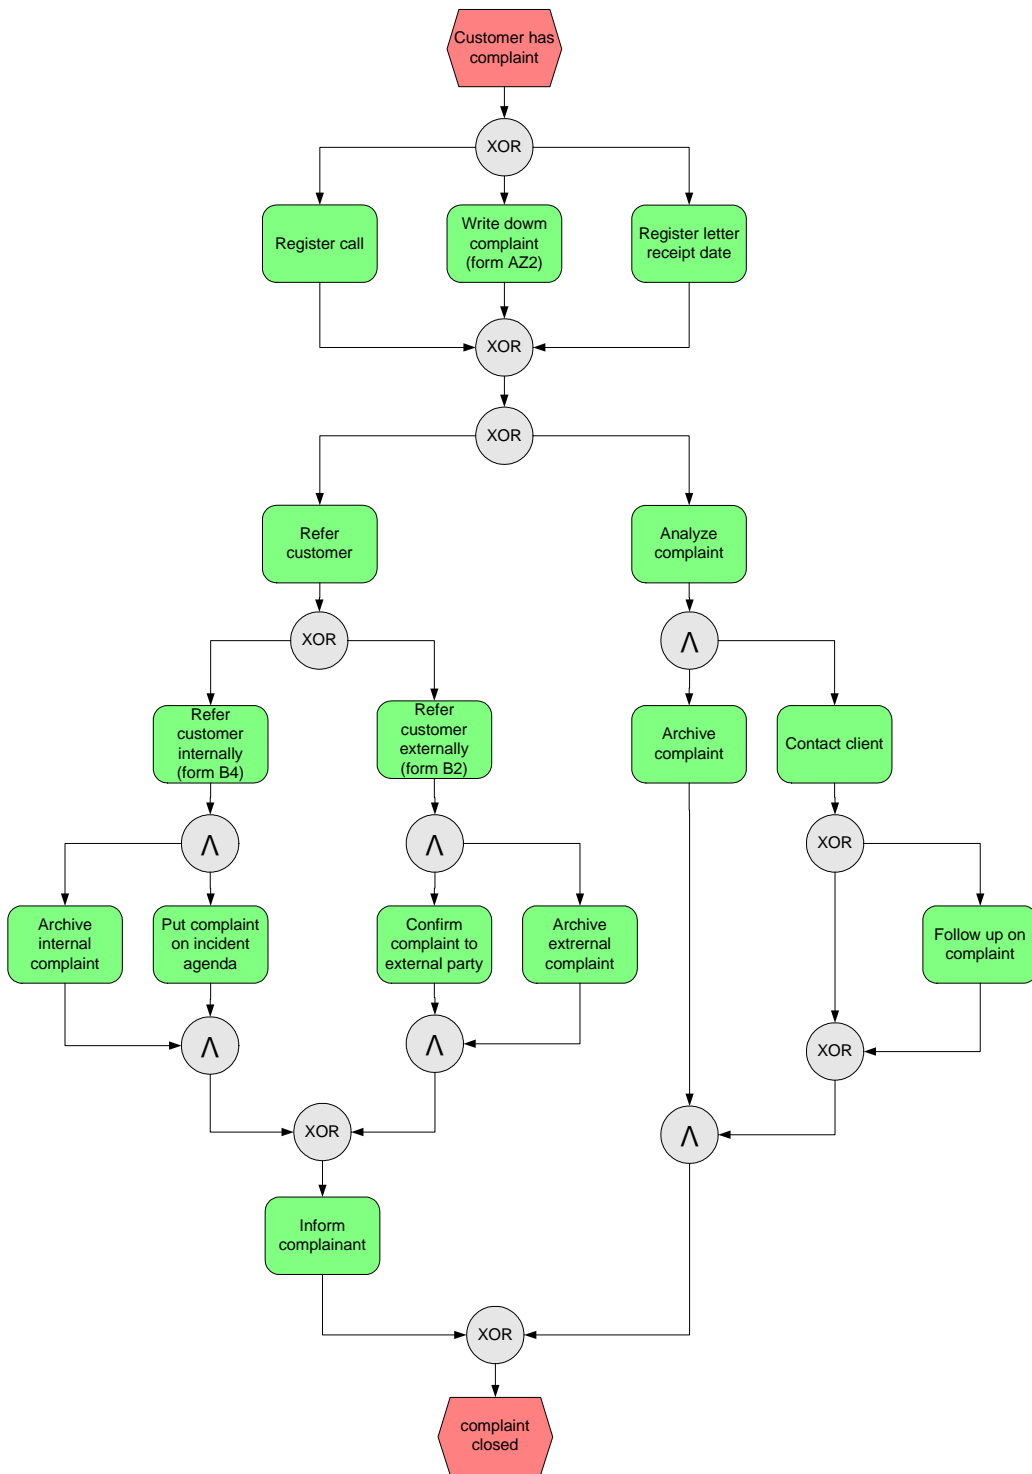 Customer has
complaint
XOR
Register call
Write dowm
complaint
(form AZ2)
Register letter
receipt date
XOR
XOR
Refer
customer
Analyze
complaint
XOR
Λ
Refer
customer
internally
(form B4)
Refer
customer
externally
(form B2)
Archive
complaint
Contact client
Λ
Λ
XOR
Archive
internal
complaint
Put complaint
on incident
agenda
Confirm
complaint to
external party
Archive
extrernal
complaint
Follow up on
complaint
Λ
Λ
XOR
XOR
Λ
Inform
complainant
XOR
complaint
closed